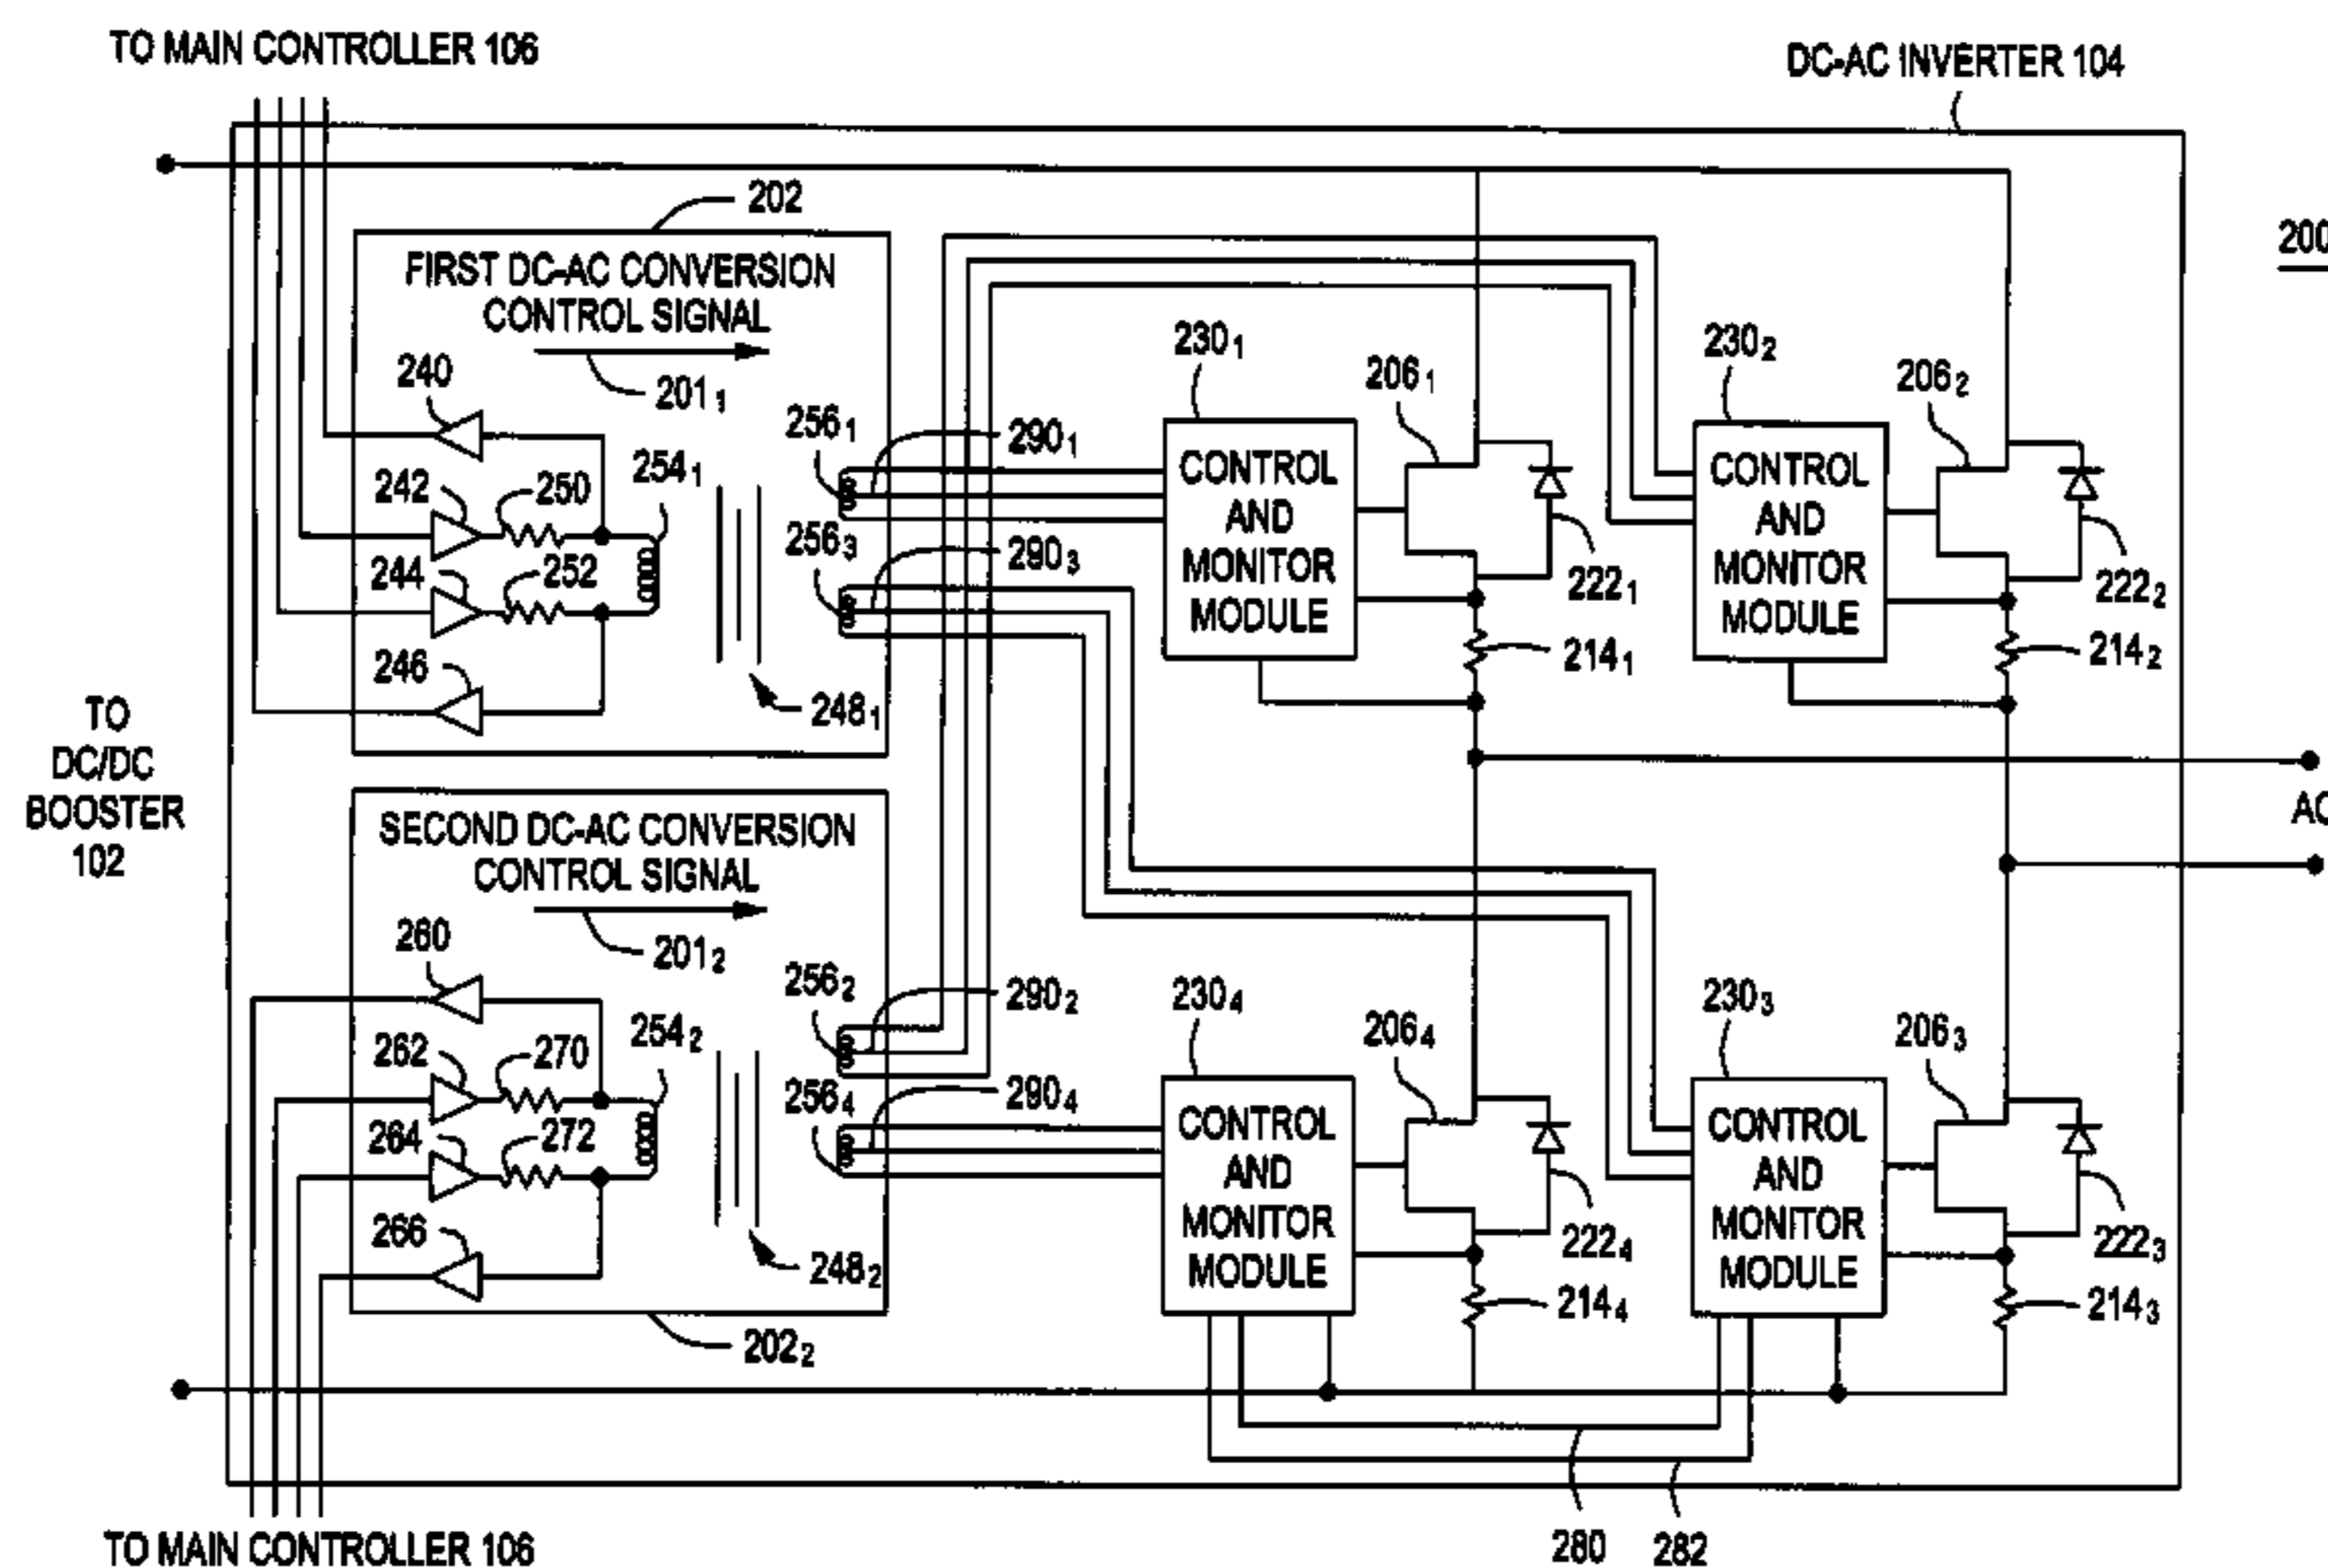 TO MAIN CONTROLLER 106
DC-AC INVERTER 104
200
202
FIRST DC-AC CONVERSION
CONTROL SIGNAL
201₁
240
242
250
254₁
244
252
246
248₁
256₁
290₁
256₃
290₃
230₁
CONTROL
AND
MONITOR
MODULE
206₁
222₁
214₁
230₂
CONTROL
AND
MONITOR
MODULE
206₂
222₂
214₂
TO
DC/DC
BOOSTER
102
AC
SECOND DC-AC CONVERSION
CONTROL SIGNAL
201₂
260
262
270
254₂
264
272
266
248₂
256₂
290₂
256₄
290₄
202₂
230₄
CONTROL
AND
MONITOR
MODULE
206₄
222₄
214₄
230₃
CONTROL
AND
MONITOR
MODULE
206₃
222₃
214₃
280
282
TO MAIN CONTROLLER 106